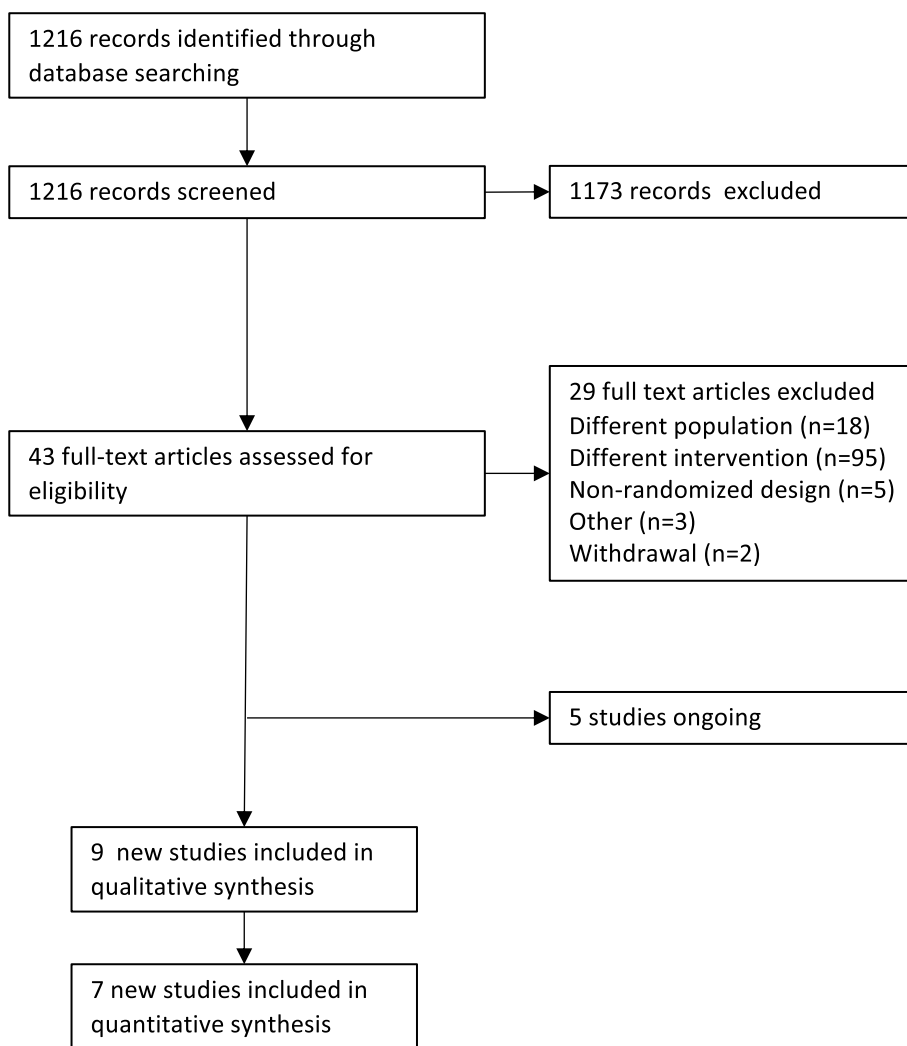 1216 records identified through
database searching
1216 records screened
1173 records excluded
29 full text articles excluded
Different population (n=18)
Different intervention (n=95)
Non-randomized design (n=5)
Other (n=3)
Withdrawal (n=2)
43 full-text articles assessed for
eligibility
5 studies ongoing
9 new studies included in
qualitative synthesis
7 new studies included in
quantitative synthesis